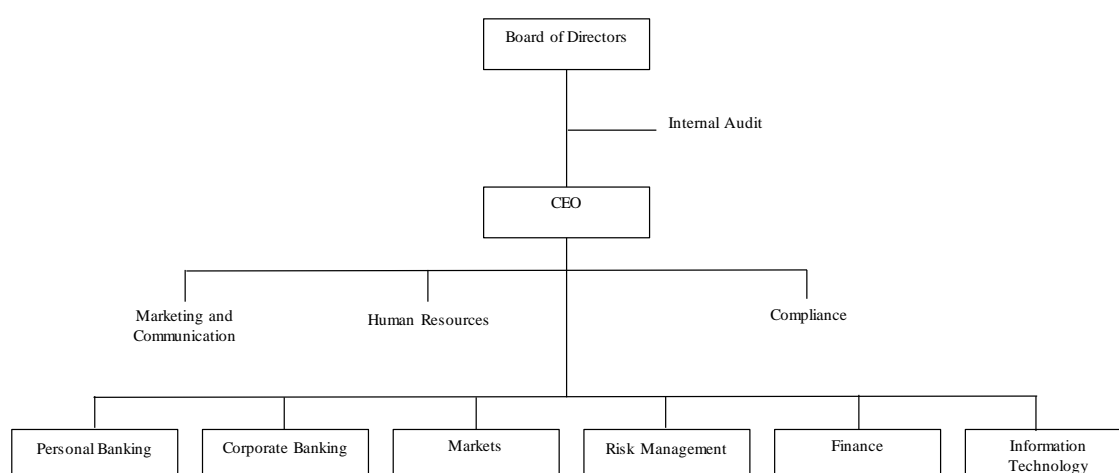 Board of Directors
Internal Audit
CEO
Marketing and
Communication
Human Resources
Compliance
Personal Banking
Corporate Banking
Markets
Risk Management
Finance
Information
Technology